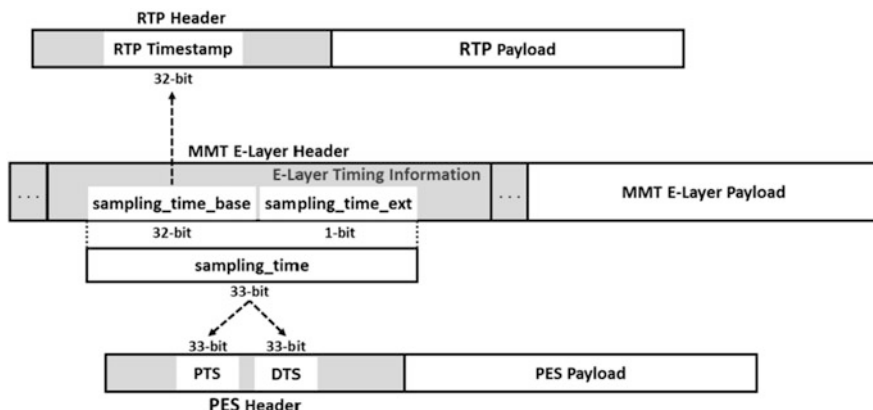 RTP Header
RTP Timestamp RTP Payload
32-bit
MMT E-Layer Header
E-Layer Timing Information
... ... MMT E-Layer Payload
sampling_time_base sampling_time_ext
32-bit 1-bit
sampling_time
33-bit
33-bit 33-bit
PTS DTS PES Payload
PES Header